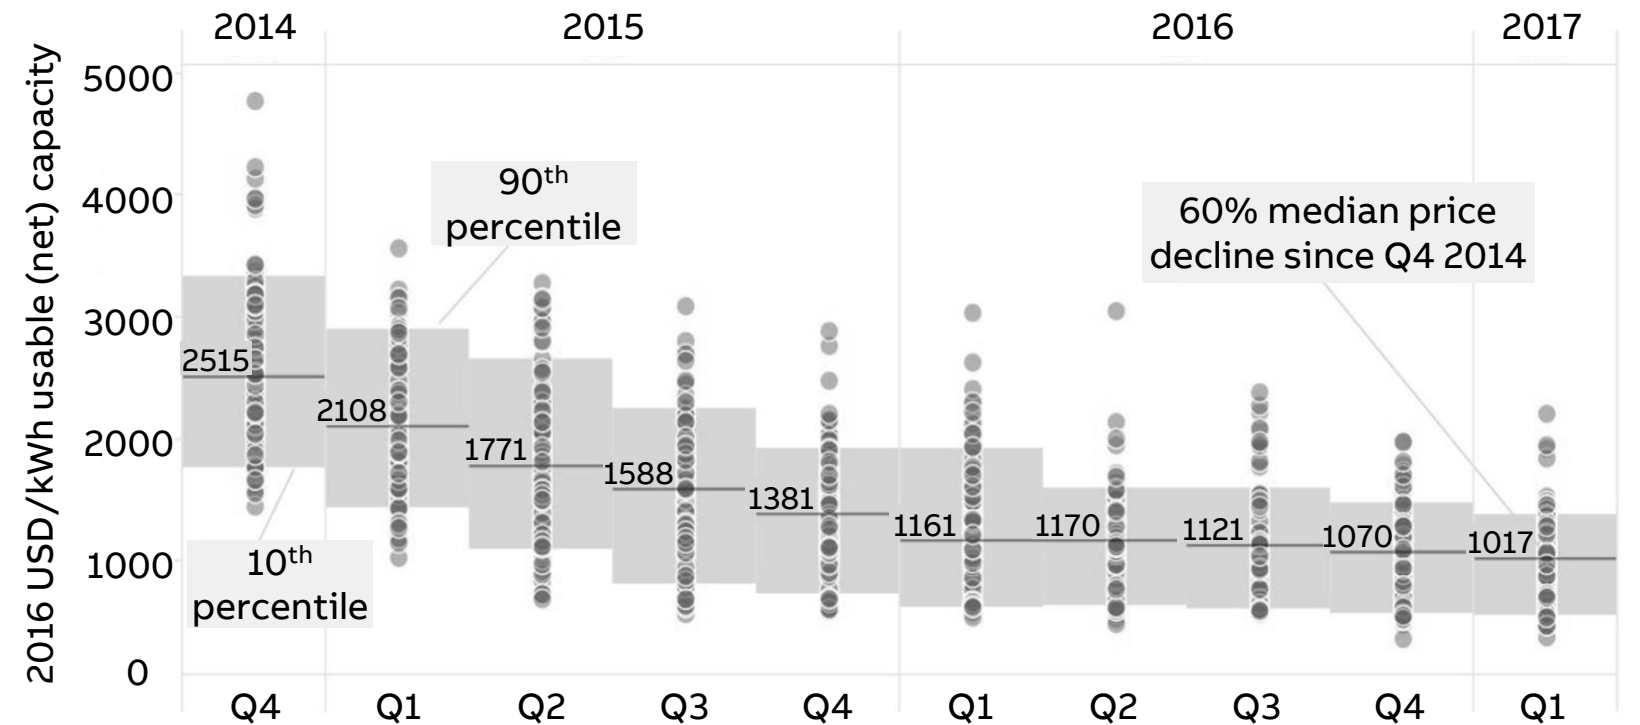 2014 2015 2016 2017
2016 USD/kWh usable (net) capacity
5000
4000
3000
2000
1000
0
90th
percentile
60% median price
decline since Q4 2014
10th
percentile
2515
2108
1771
1588
1381
1161
1170
1121
1070
1017
Q4 Q1 Q2 Q3 Q4 Q1 Q2 Q3 Q4 Q1